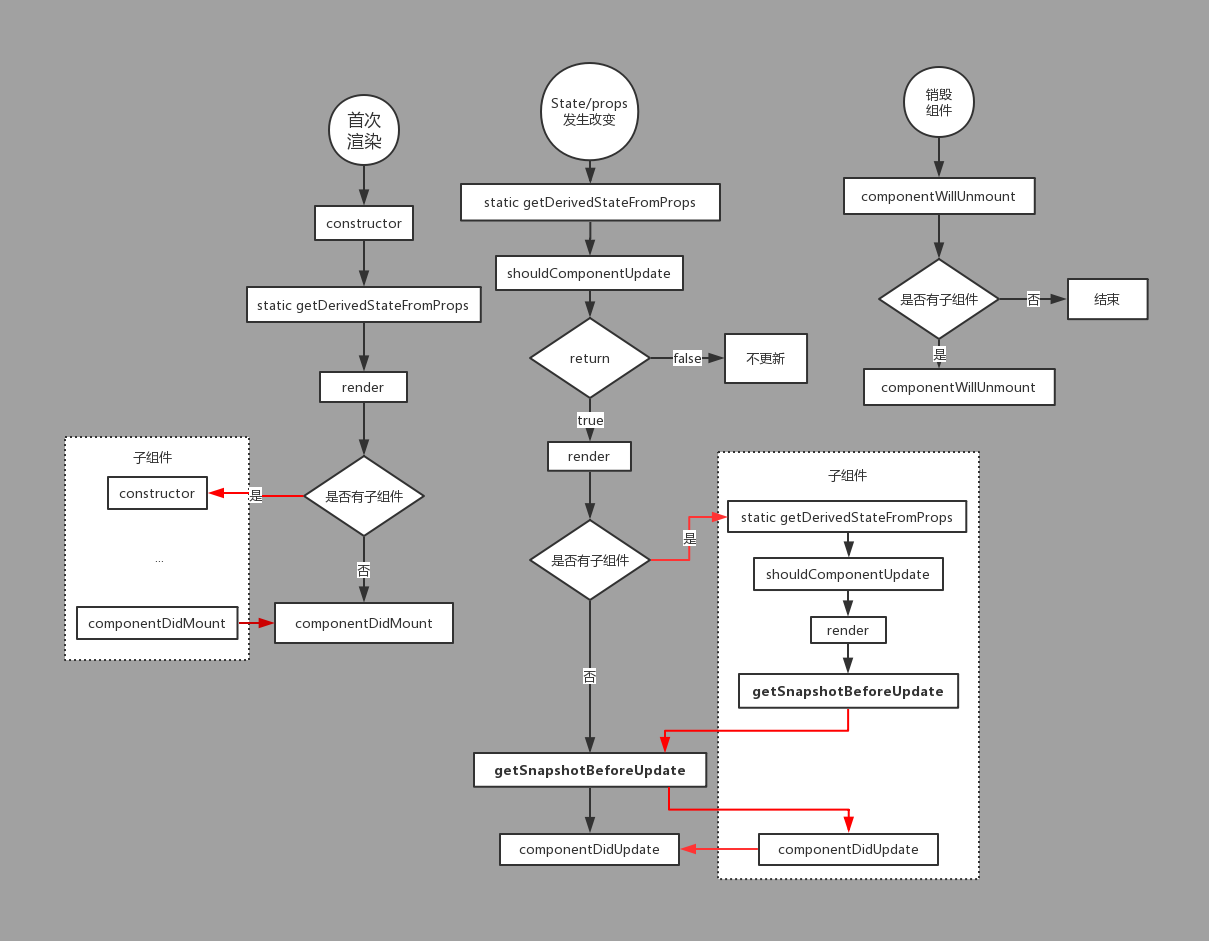 首次
渲染
constructor
static getDerivedStateFromProps
render
是否有子组件
是
否
子组件
constructor
...
componentDidMount
componentDidMount
State/props
发生改变
static getDerivedStateFromProps
shouldComponentUpdate
return
false
不更新
true
render
是否有子组件
是
否
子组件
static getDerivedStateFromProps
shouldComponentUpdate
render
getSnapshotBeforeUpdate
getSnapshotBeforeUpdate
componentDidUpdate
componentDidUpdate
销毁
组件
componentWillUnmount
是否有子组件
否
结束
是
componentWillUnmount